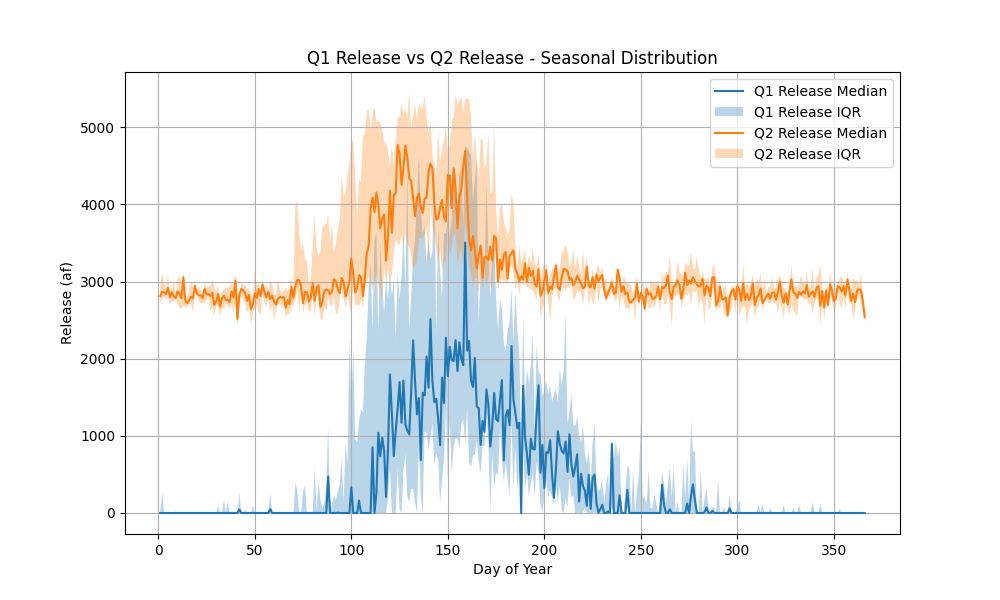 Q1 Release vs Q2 Release - Seasonal Distribution
Q1 Release Median
Q1 Release IQR
Q2 Release Median
Q2 Release IQR
Release (af)
5000
4000
3000
2000
1000
0
0 50 100 150 200 250 300 350
Day of Year